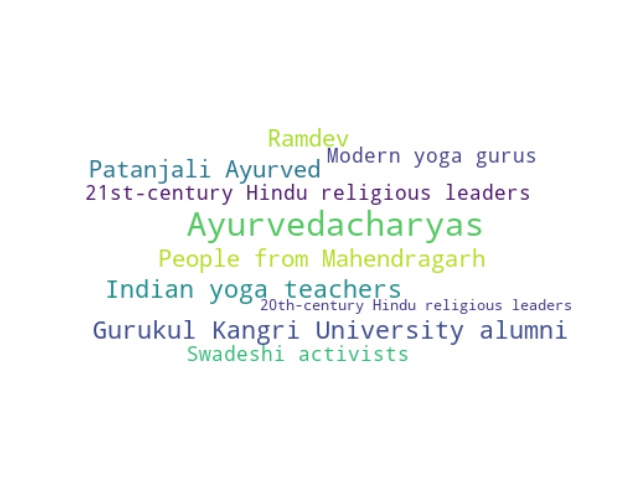 Ramdev
Modern yoga gurus
Patanjali Ayurved
21st-century Hindu religious leaders
Ayurvedacharyas
People from Mahendragarh
Indian yoga teachers
20th-century Hindu religious leaders
Gurukul Kangri University alumni
Swadeshi activists